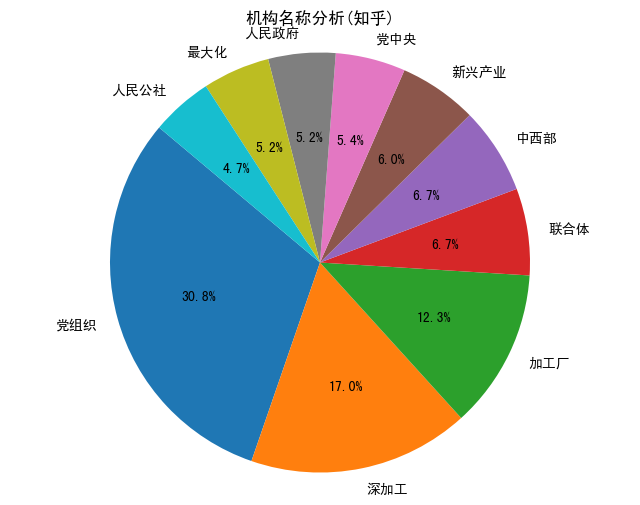 机构名称分析(知乎)
人民政府
党中央
最大化
新兴产业
人民公社
中西部
联合体
党组织
加工厂
深加工
5.2%
5.4%
5.2%
6.0%
4.7%
6.7%
6.7%
30.8%
12.3%
17.0%